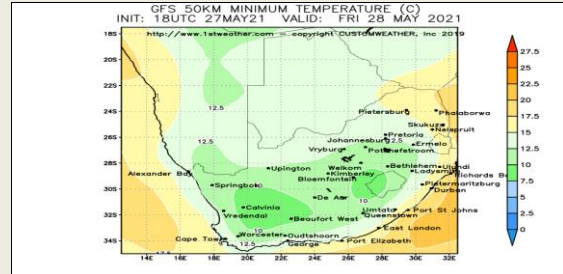 GFS 50KM MINIMUM TEMPERATURE (C)
INIT: 18UTC 27MAY21 VALID: FRI 28 MAY 2021
http://www.1stweather.com – copyright CUSTOMWEATHER, Inc 2019
18S
20S
22S
24S
26S
28S
30S
32S
34S
12.5
12.5
Pietersburg
Phalaborwa
Skukuza
Nelspruit
Pretoria
Johannesburg
12.5
Ermelo
Vryburg
Potchefstroom
Welkom
Bethlehem
Ulundi
Upington
Kimberley
Ladysmith
Richards B
Alexander Bay
Bloemfontein
Springbok
Pietermaritzburg
Durban
De Aar
10
Calvinia
Umtata
Port St Johns
Vredendal
Beaufort West
Queenstown
10
East London
Worcester
Oudtshoorn
Cape Town
12.5
George
Port Elizabeth
14E
16E
18E
20E
22E
24E
26E
28E
30E
32E
27.5
25
22.5
20
17.5
15
12.5
10
7.5
5
2.5
0